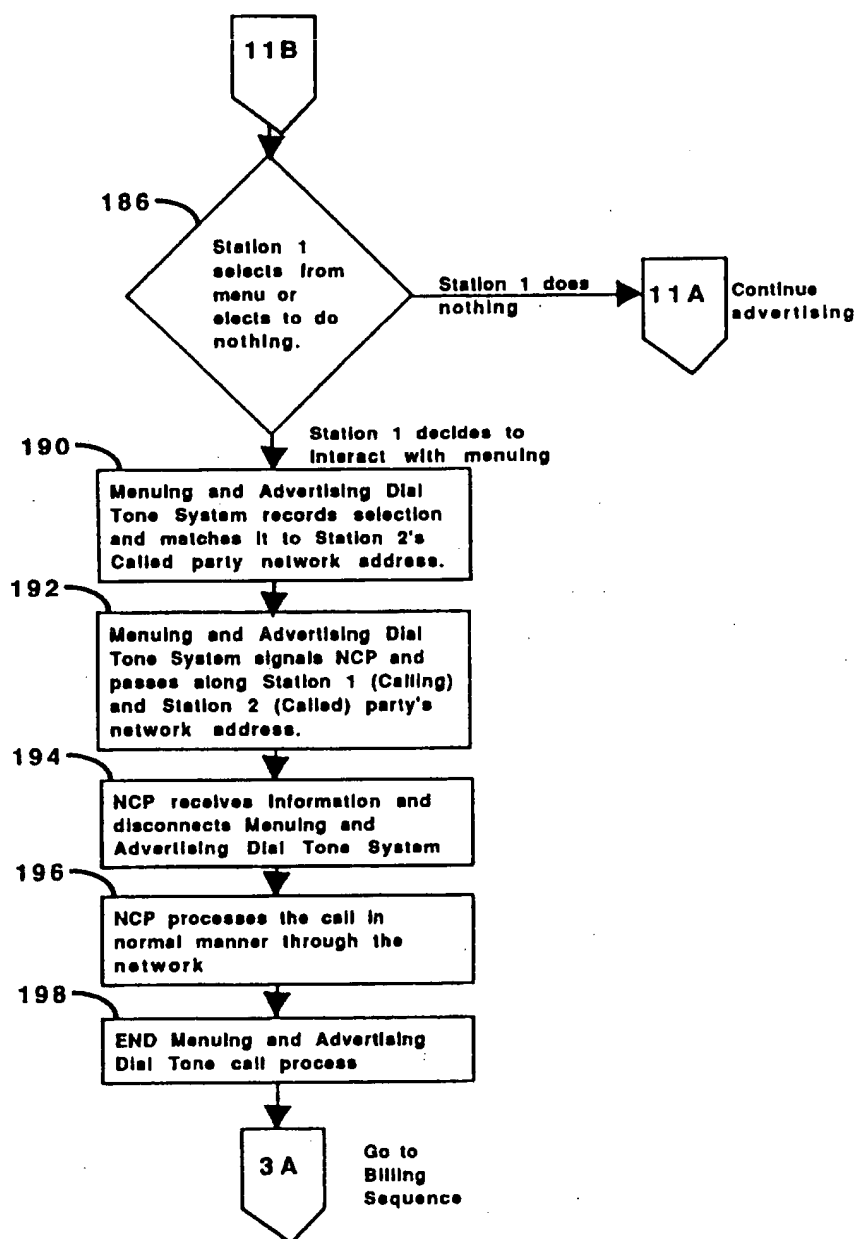 11B
186
Station 1
selects from
menu or
elects to do
nothing.
Station 1 does
nothing
11A
Continue
advertising
Station 1 decides to
interact with menuing
190
Menuing and Advertising Dial
Tone System records selection
and matches it to Station 2's
Called party network address.
192
Menuing and Advertising Dial
Tone System signals NCP and
passes along Station 1 (Calling)
and Station 2 (Called) party's
network address.
194
NCP receives information and
disconnects Menuing and
Advertising Dial Tone System
196
NCP processes the call in
normal manner through the
network
198
END Menuing and Advertising
Dial Tone call process
3A
Go to
Billing
Sequence